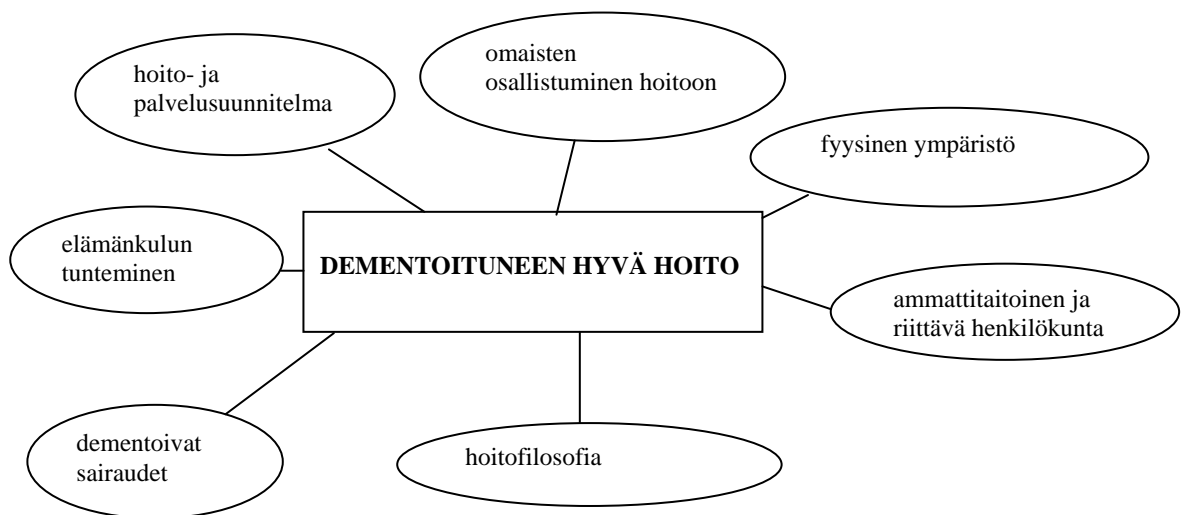 hoito- ja
palvelusuunnitelma
omaisten
osallistuminen hoitoon
fyysinen ympäristö
elämänkulun
tunteminen
DEMENTOITUNEEN HYVÄ HOITO
ammattitaitoinen ja
riittävä henkilökunta
dementoivat
sairaudet
hoitofilosofia